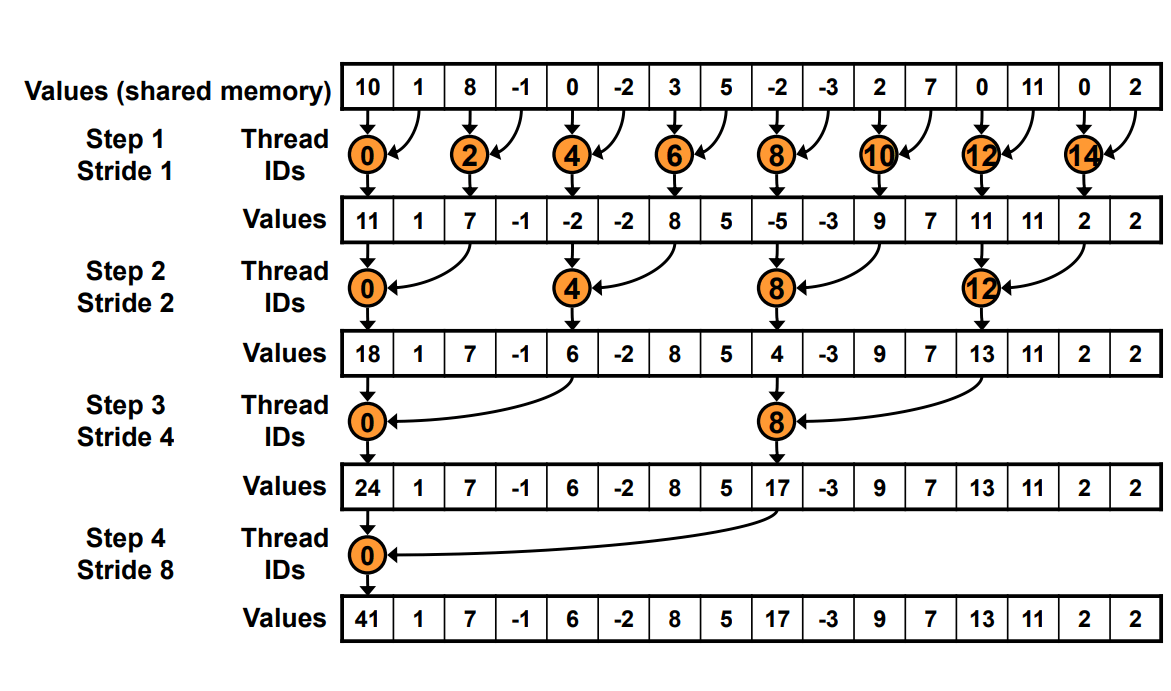 Values (shared memory) 10 1 8 -1 0 -2 3 5 -2 -3 2 7 0 11 0 2
Step 1 Thread
Stride 1 IDs
0 2 4 6 8 10 12 14
Values 11 1 7 -1 -2 -2 8 5 -5 -3 9 7 11 11 2 2
Step 2 Thread
Stride 2 IDs
0 4 8 12
Values 18 1 7 -1 6 -2 8 5 4 -3 9 7 13 11 2 2
Step 3 Thread
Stride 4 IDs
0 8
Values 24 1 7 -1 6 -2 8 5 17 -3 9 7 13 11 2 2
Step 4 Thread
Stride 8 IDs
0
Values 41 1 7 -1 6 -2 8 5 17 -3 9 7 13 11 2 2